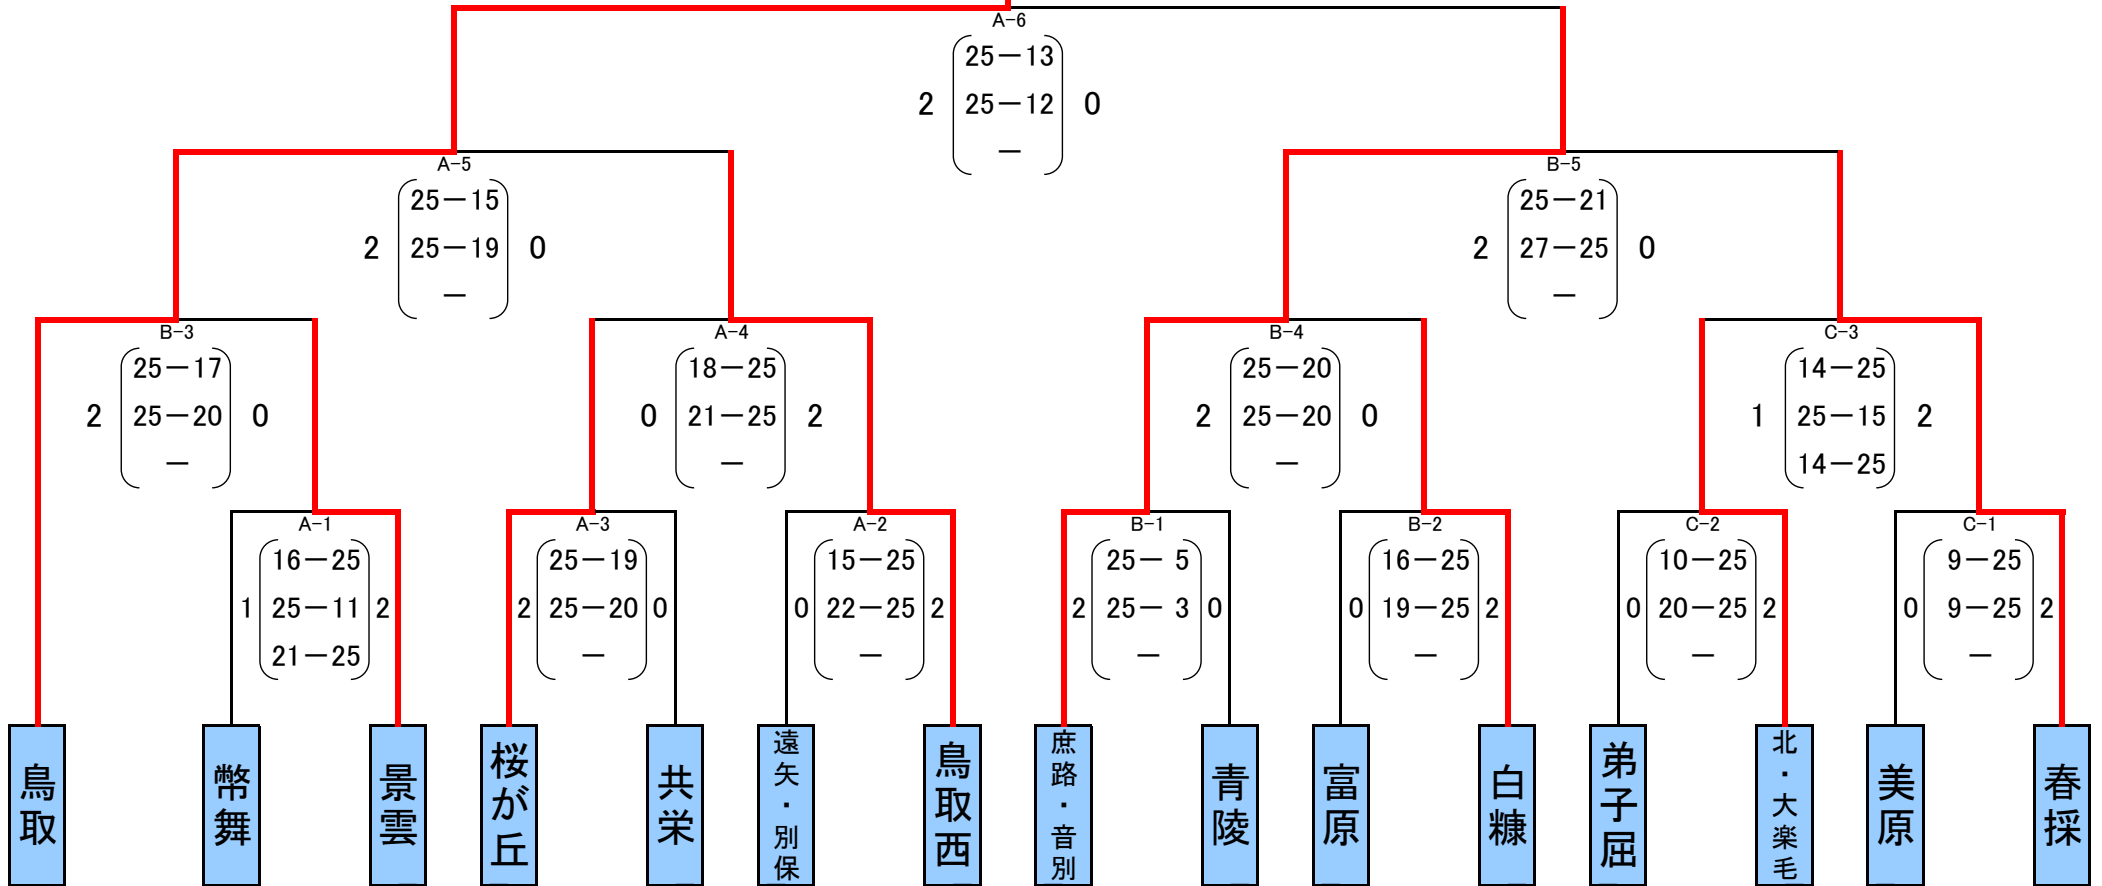 A-6
25-13
2 25-12 0
-
A-5
25-15
2 25-19 0
-
B-5
25-21
2 27-25 0
-
B-3
25-17
2 25-20 0
-
A-4
18-25
0 21-25 2
-
B-4
25-20
2 25-20 0
-
C-3
14-25
1 25-15 2
14-25
A-1
16-25
1 25-11 2
21-25
A-3
25-19
2 25-20 0
-
A-2
15-25
0 22-25 2
-
B-1
25- 5
2 25- 3 0
-
B-2
16-25
0 19-25 2
-
C-2
10-25
0 20-25 2
-
C-1
9-25
0 9-25 2
-
鳥取
幣舞
景雲
桜が丘
共栄
遠矢・別保
鳥取西
庶路・音別
青陵
富原
白糠
弟子屈
北・大楽毛
美原
春採